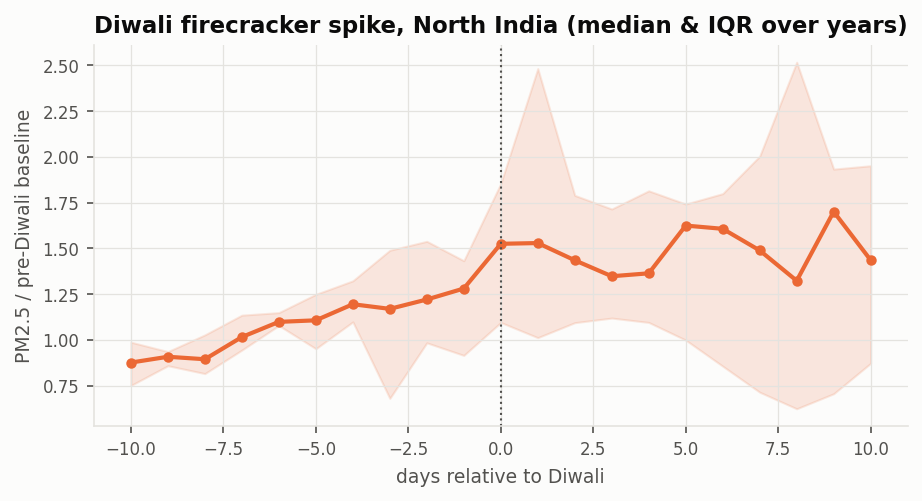 Diwali firecracker spike, North India (median & IQR over years)
PM2.5 / pre-Diwali baseline
2.50
2.25
2.00
1.75
1.50
1.25
1.00
0.75
−10.0 −7.5 −5.0 −2.5 0.0 2.5 5.0 7.5 10.0
days relative to Diwali